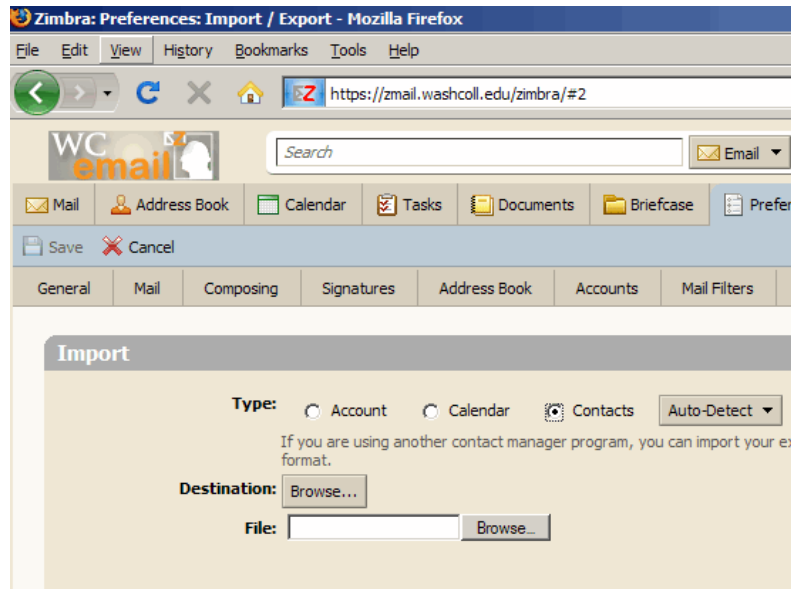 Zimbra: Preferences: Import / Export - Mozilla Firefox
File Edit View History Bookmarks Tools Help
Z https://zmail.washcoll.edu/zimbra/#2
WC email Z Search Email
Mail Address Book Calendar Tasks Documents Briefcase Prefer
Save Cancel
General Mail Composing Signatures Address Book Accounts Mail Filters
Import
Type: Account Calendar Contacts Auto-Detect
If you are using another contact manager program, you can import your ex
format.
Destination: Browse...
File: Browse...